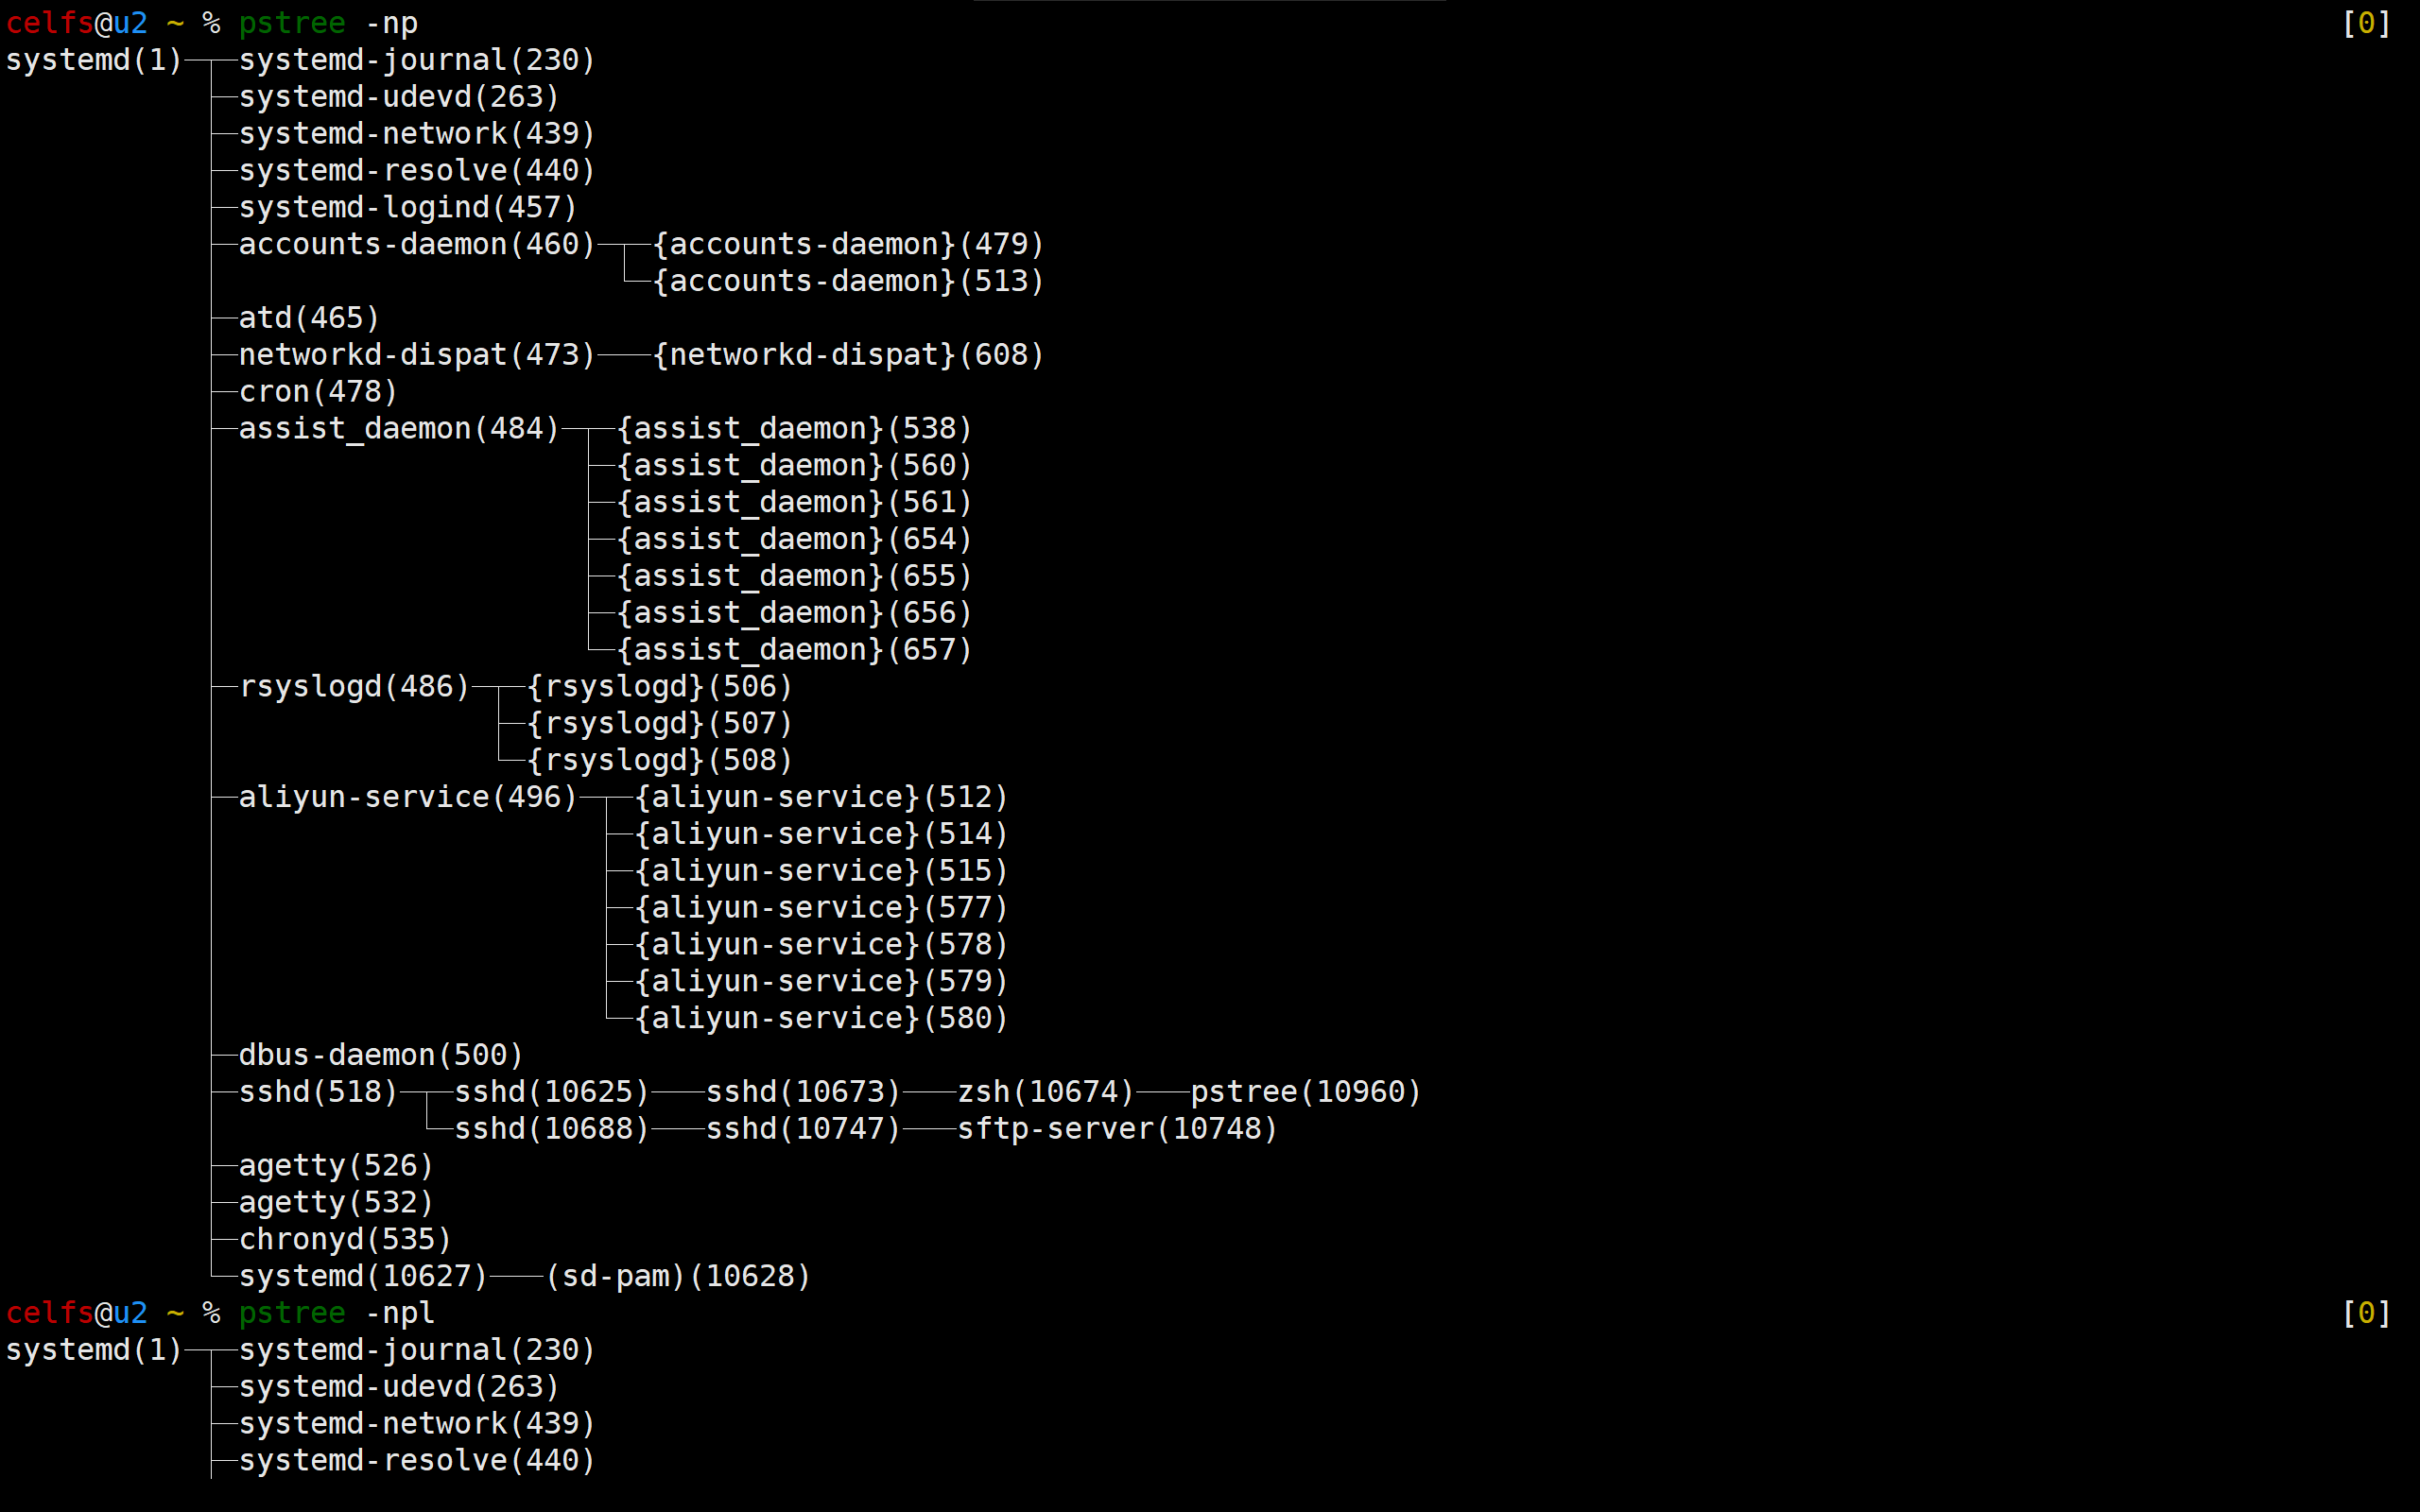 celfs@u2 ~ % pstree -np [0]
systemd(1)─┬─systemd-journal(230)
           ├─systemd-udevd(263)
           ├─systemd-network(439)
           ├─systemd-resolve(440)
           ├─systemd-logind(457)
           ├─accounts-daemon(460)─┬─{accounts-daemon}(479)
           │                      └─{accounts-daemon}(513)
           ├─atd(465)
           ├─networkd-dispat(473)───{networkd-dispat}(608)
           ├─cron(478)
           ├─assist_daemon(484)─┬─{assist_daemon}(538)
           │                    ├─{assist_daemon}(560)
           │                    ├─{assist_daemon}(561)
           │                    ├─{assist_daemon}(654)
           │                    ├─{assist_daemon}(655)
           │                    ├─{assist_daemon}(656)
           │                    └─{assist_daemon}(657)
           ├─rsyslogd(486)─┬─{rsyslogd}(506)
           │               ├─{rsyslogd}(507)
           │               └─{rsyslogd}(508)
           ├─aliyun-service(496)─┬─{aliyun-service}(512)
           │                     ├─{aliyun-service}(514)
           │                     ├─{aliyun-service}(515)
           │                     ├─{aliyun-service}(577)
           │                     ├─{aliyun-service}(578)
           │                     ├─{aliyun-service}(579)
           │                     └─{aliyun-service}(580)
           ├─dbus-daemon(500)
           ├─sshd(518)─┬─sshd(10625)───sshd(10673)───zsh(10674)───pstree(10960)
           │           └─sshd(10688)───sshd(10747)───sftp-server(10748)
           ├─agetty(526)
           ├─agetty(532)
           ├─chronyd(535)
           └─systemd(10627)───(sd-pam)(10628)
celfs@u2 ~ % pstree -npl [0]
systemd(1)─┬─systemd-journal(230)
           ├─systemd-udevd(263)
           ├─systemd-network(439)
           ├─systemd-resolve(440)